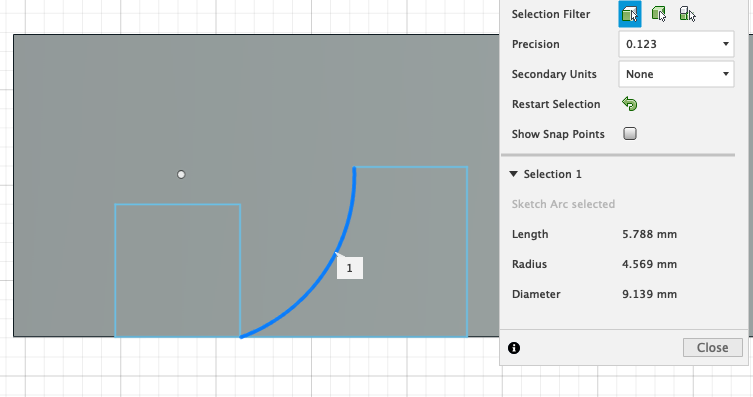 Selection Filter
Precision 0.123
Secondary Units None
Restart Selection
Show Snap Points
Selection 1
Sketch Arc selected
Length 5.788 mm
Radius 4.569 mm
Diameter 9.139 mm
1
Close